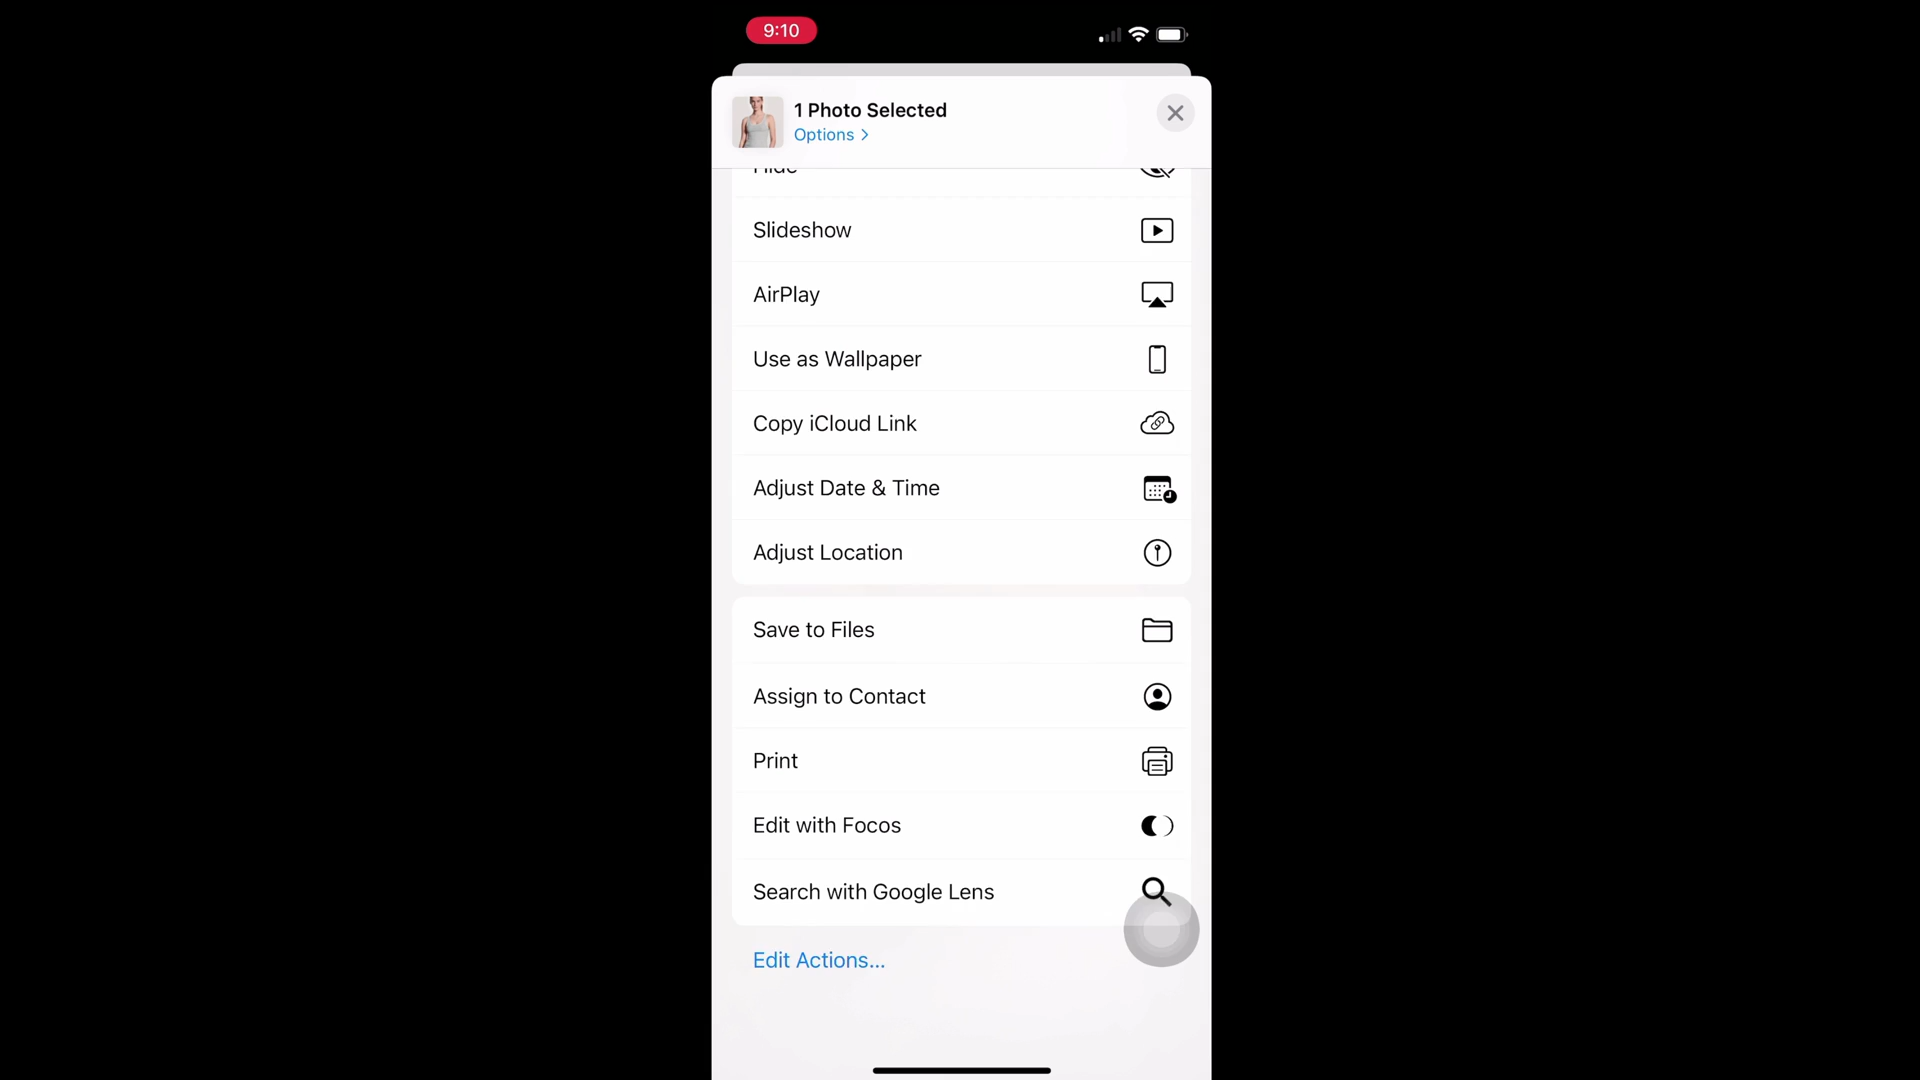 9:10
1 Photo Selected
Options >
Hide
Slideshow
AirPlay
Use as Wallpaper
Copy iCloud Link
Adjust Date & Time
Adjust Location
Save to Files
Assign to Contact
Print
Edit with Focos
Search with Google Lens
Edit Actions...